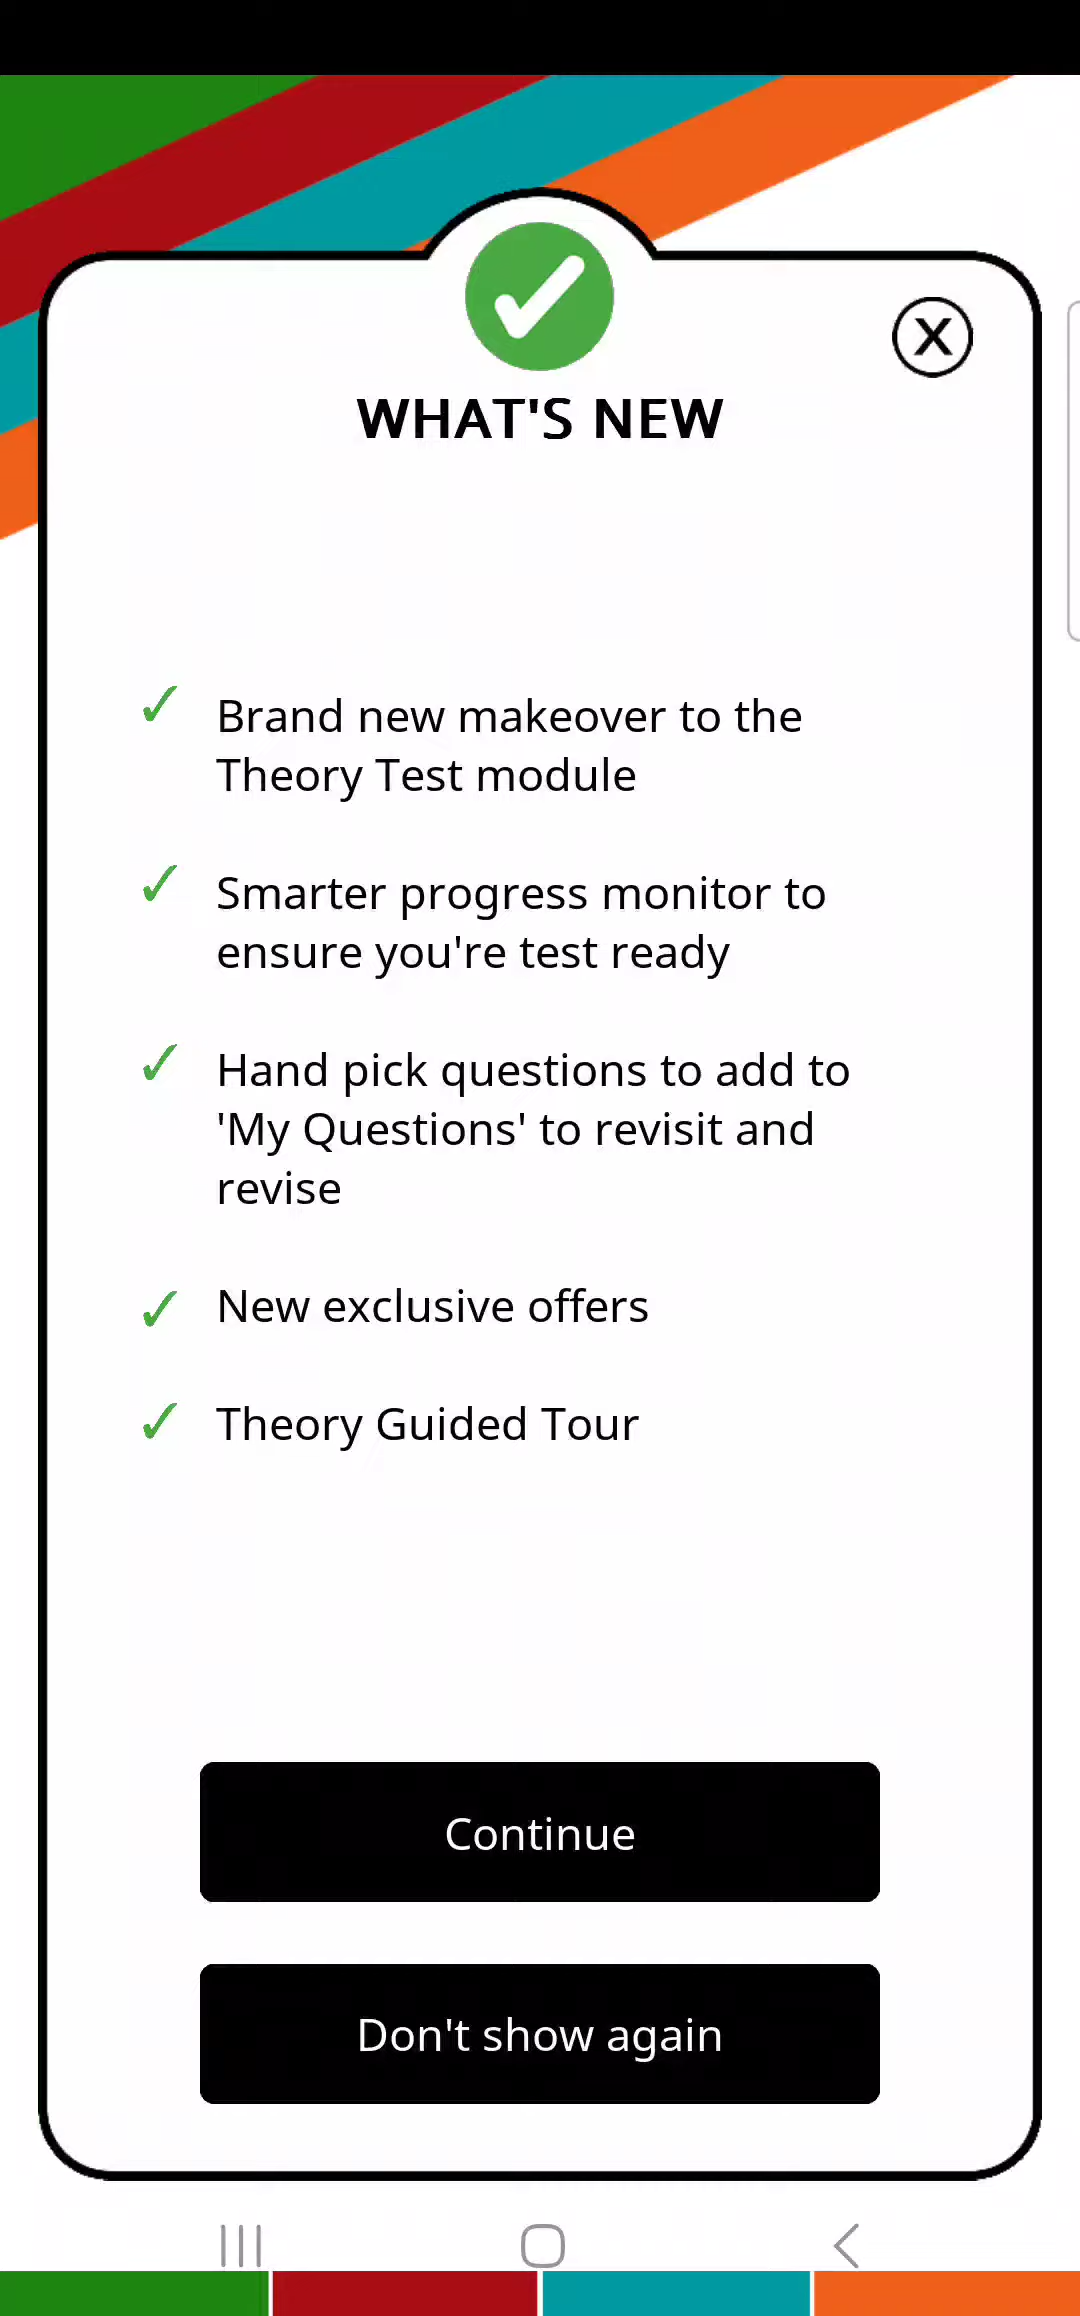 X
WHAT'S NEW
✓ Brand new makeover to the
Theory Test module
✓ Smarter progress monitor to
ensure you're test ready
✓ Hand pick questions to add to
'My Questions' to revisit and
revise
✓ New exclusive offers
✓ Theory Guided Tour
Continue
Don't show again